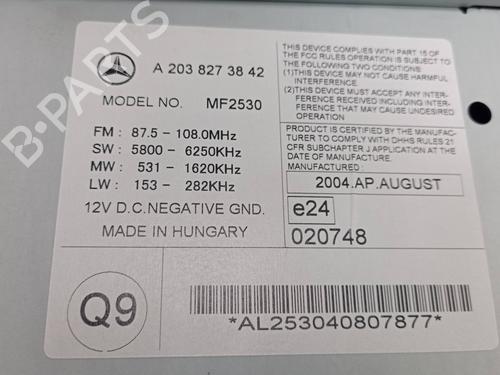 A 203 827 38 42
MODEL NO. MF2530
FM : 87.5 - 108.0MHz
SW : 5800 - 6250KHz
MW : 531 - 1620KHz
LW : 153 - 282KHz
12V D.C.NEGATIVE GND.
MADE IN HUNGARY
THIS DEVICE COMPLIES WITH PART 15 OF
THE FCC RULES OPERATION IS SUBJECT TO THE
FOLLOWING TWO CONDITIONS:
(1)THIS DEVICE MAY NOT CAUSE HARMFUL
INTERFERENCE
(2)THIS DEVICE MUST ACCEPT ANY INTER-
FERENCE RECEIVED INCLUDING INTER-
FERENCE THAT MAY CAUSE UNDESIRED
OPERATION
PRODUCT IS CERTIFIED BY THE MANUFAC-
TURER TO COMPLY WITH DHHS RULES 21
CFR SUBCHAPTER J APPLICABLE AT DATE OF
MANUFACTURE.
MANUFACTURED :
2004.AP.AUGUST
e24
020748
Q9
*AL253040807877*
B-PARTS